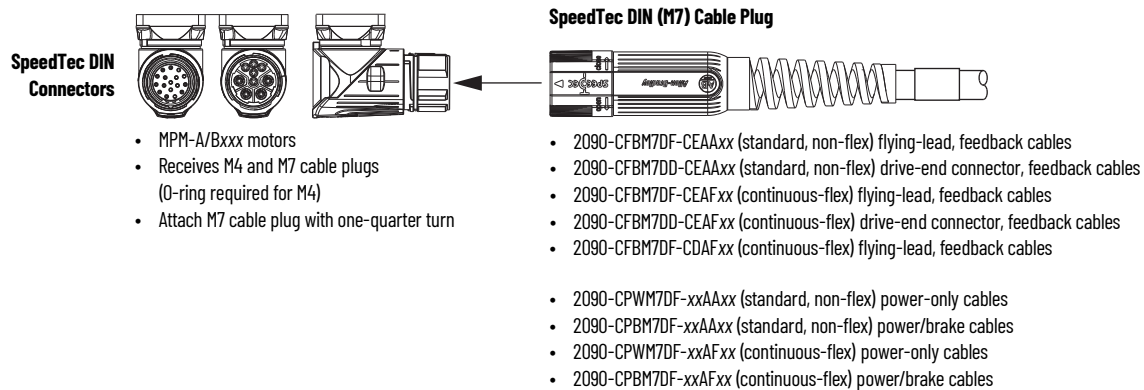 SpeedTec DIN
Connectors
• MPM-A/Bxxx motors
• Receives M4 and M7 cable plugs
(O-ring required for M4)
• Attach M7 cable plug with one-quarter turn
SpeedTec DIN (M7) Cable Plug
Allen-Bradley
• 2090-CFBM7DF-CEAAxx (standard, non-flex) flying-lead, feedback cables
• 2090-CFBM7DD-CEAAxx (standard, non-flex) drive-end connector, feedback cables
• 2090-CFBM7DF-CEAFxx (continuous-flex) flying-lead, feedback cables
• 2090-CFBM7DD-CEAFxx (continuous-flex) drive-end connector, feedback cables
• 2090-CFBM7DF-CDAFxx (continuous-flex) flying-lead, feedback cables
• 2090-CPWM7DF-xxAAxx (standard, non-flex) power-only cables
• 2090-CPBM7DF-xxAAxx (standard, non-flex) power/brake cables
• 2090-CPWM7DF-xxAFxx (continuous-flex) power-only cables
• 2090-CPBM7DF-xxAFxx (continuous-flex) power/brake cables